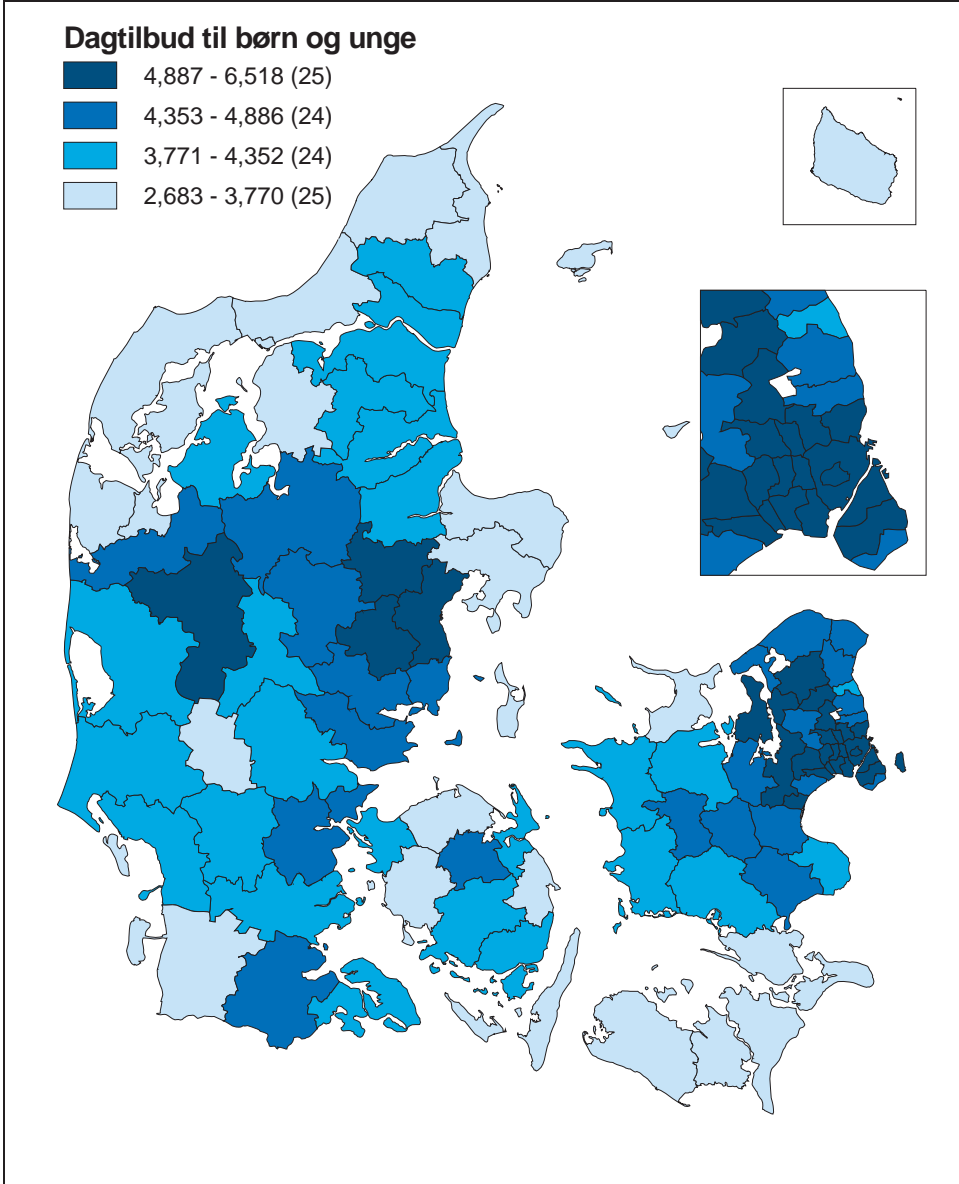 Dagtilbud til børn og unge
4,887 - 6,518 (25)
4,353 - 4,886 (24)
3,771 - 4,352 (24)
2,683 - 3,770 (25)